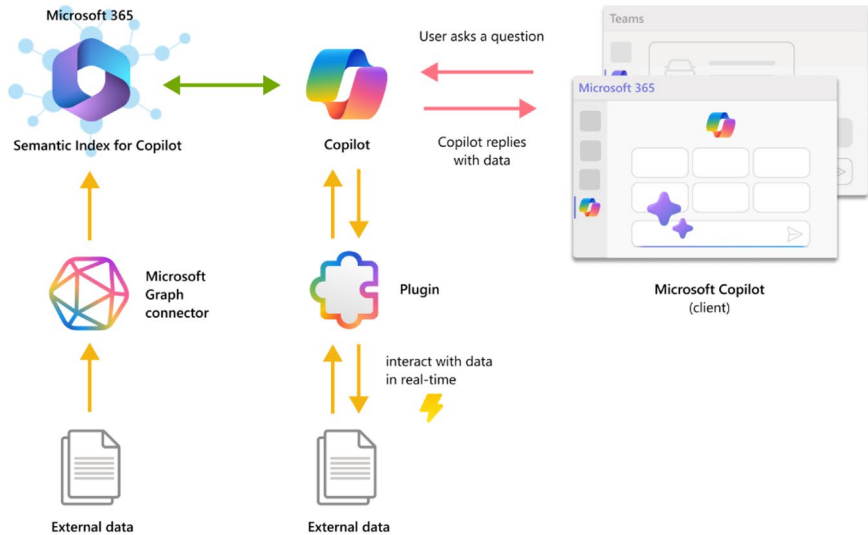 Microsoft 365
Semantic Index for Copilot
Copilot
User asks a question
Copilot replies
with data
Teams
Microsoft 365
Microsoft Copilot
(client)
Microsoft
Graph
connector
Plugin
interact with data
in real-time
External data
External data